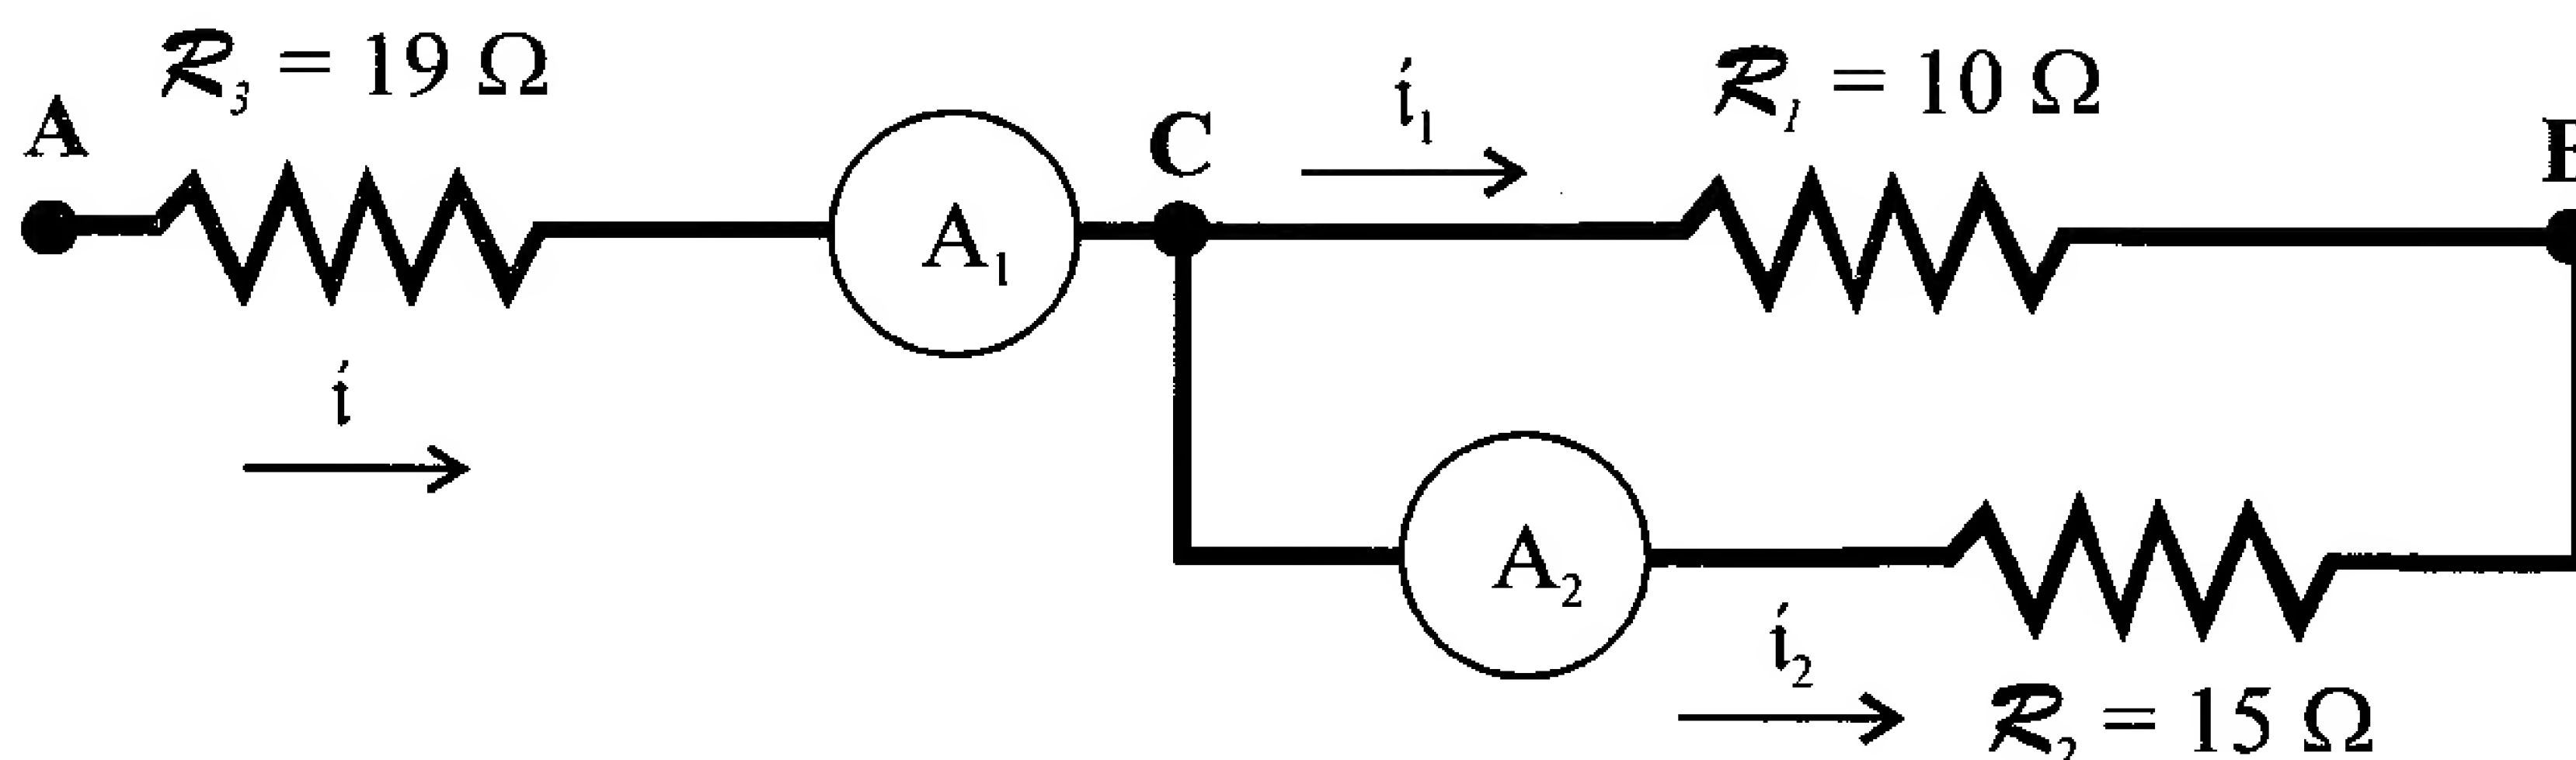 A
ℛ₃ = 19 Ω
i
A₁
C
i₁
ℛ₁ = 10 Ω
A₂
i₂
ℛ₂ = 15 Ω